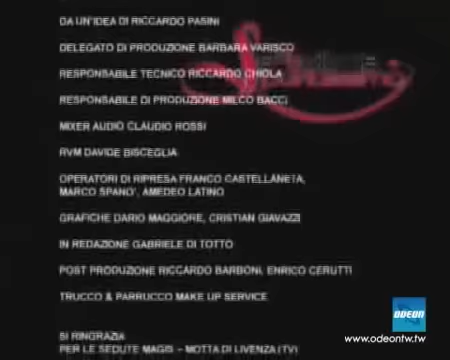 DA UN'IDEA DI RICCARDO PASINI
DELEGATO DI PRODUZIONE BARBARA VARISCO
RESPONSABILE TECNICO RICCARDO CHIOLA
RESPONSABILE DI PRODUZIONE MILCO BACCI
MIXER AUDIO CLAUDIO ROSSI
RVM DAVIDE BISCEGLIA
OPERATORI DI RIPRESA FRANCO CASTELLANETA,
MARCO SPANO', AMEDEO LATINO
GRAFICHE DARIO MAGGIORE, CRISTIAN GIAVAZZI
IN REDAZIONE GABRIELE DI TOTTO
POST PRODUZIONE RICCARDO BARBONI, ENRICO CERUTTI
TRUCCO & PARRUCCO MAKE UP SERVICE
SI RINGRAZIA
PER LE SEDUTE MAGIS – MOTTA DI LIVENZA (TV)
ODEON
www.odeontv.tv